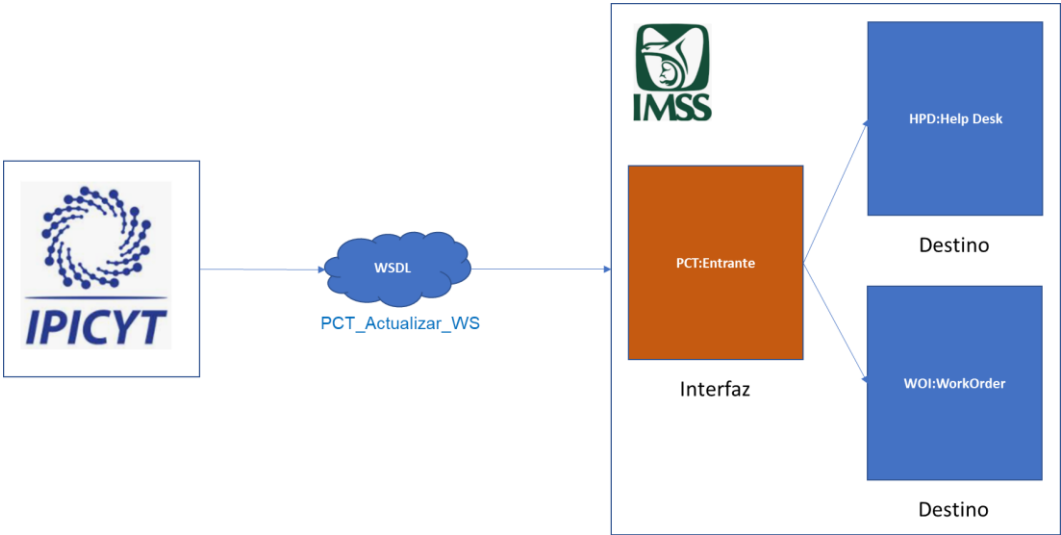 IPICYT
WSDL
PCT_Actualizar_WS
IMSS
PCT:Entrante
Interfaz
HPD:Help Desk
Destino
WOI:WorkOrder
Destino